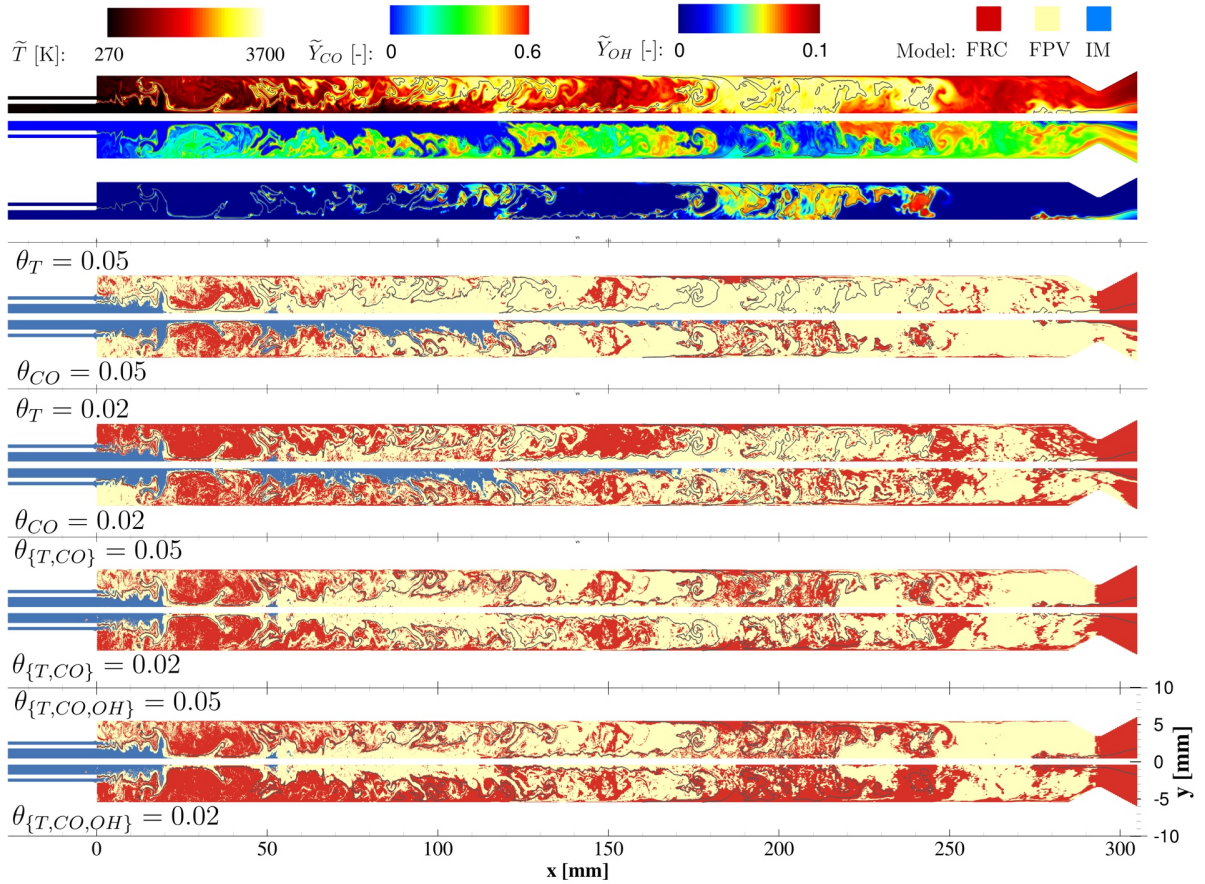 T̃ [K]: 270 3700 Ỹ_CO [-]: 0 0.6 Ỹ_OH [-]: 0 0.1 Model: FRC FPV IM
θ_T = 0.05
θ_CO = 0.05
θ_T = 0.02
θ_CO = 0.02
θ_{T,CO} = 0.05
θ_{T,CO} = 0.02
θ_{T,CO,OH} = 0.05
θ_{T,CO,OH} = 0.02
10
5
0
-5
-10
y [mm]
0 50 100 150 200 250 300
x [mm]